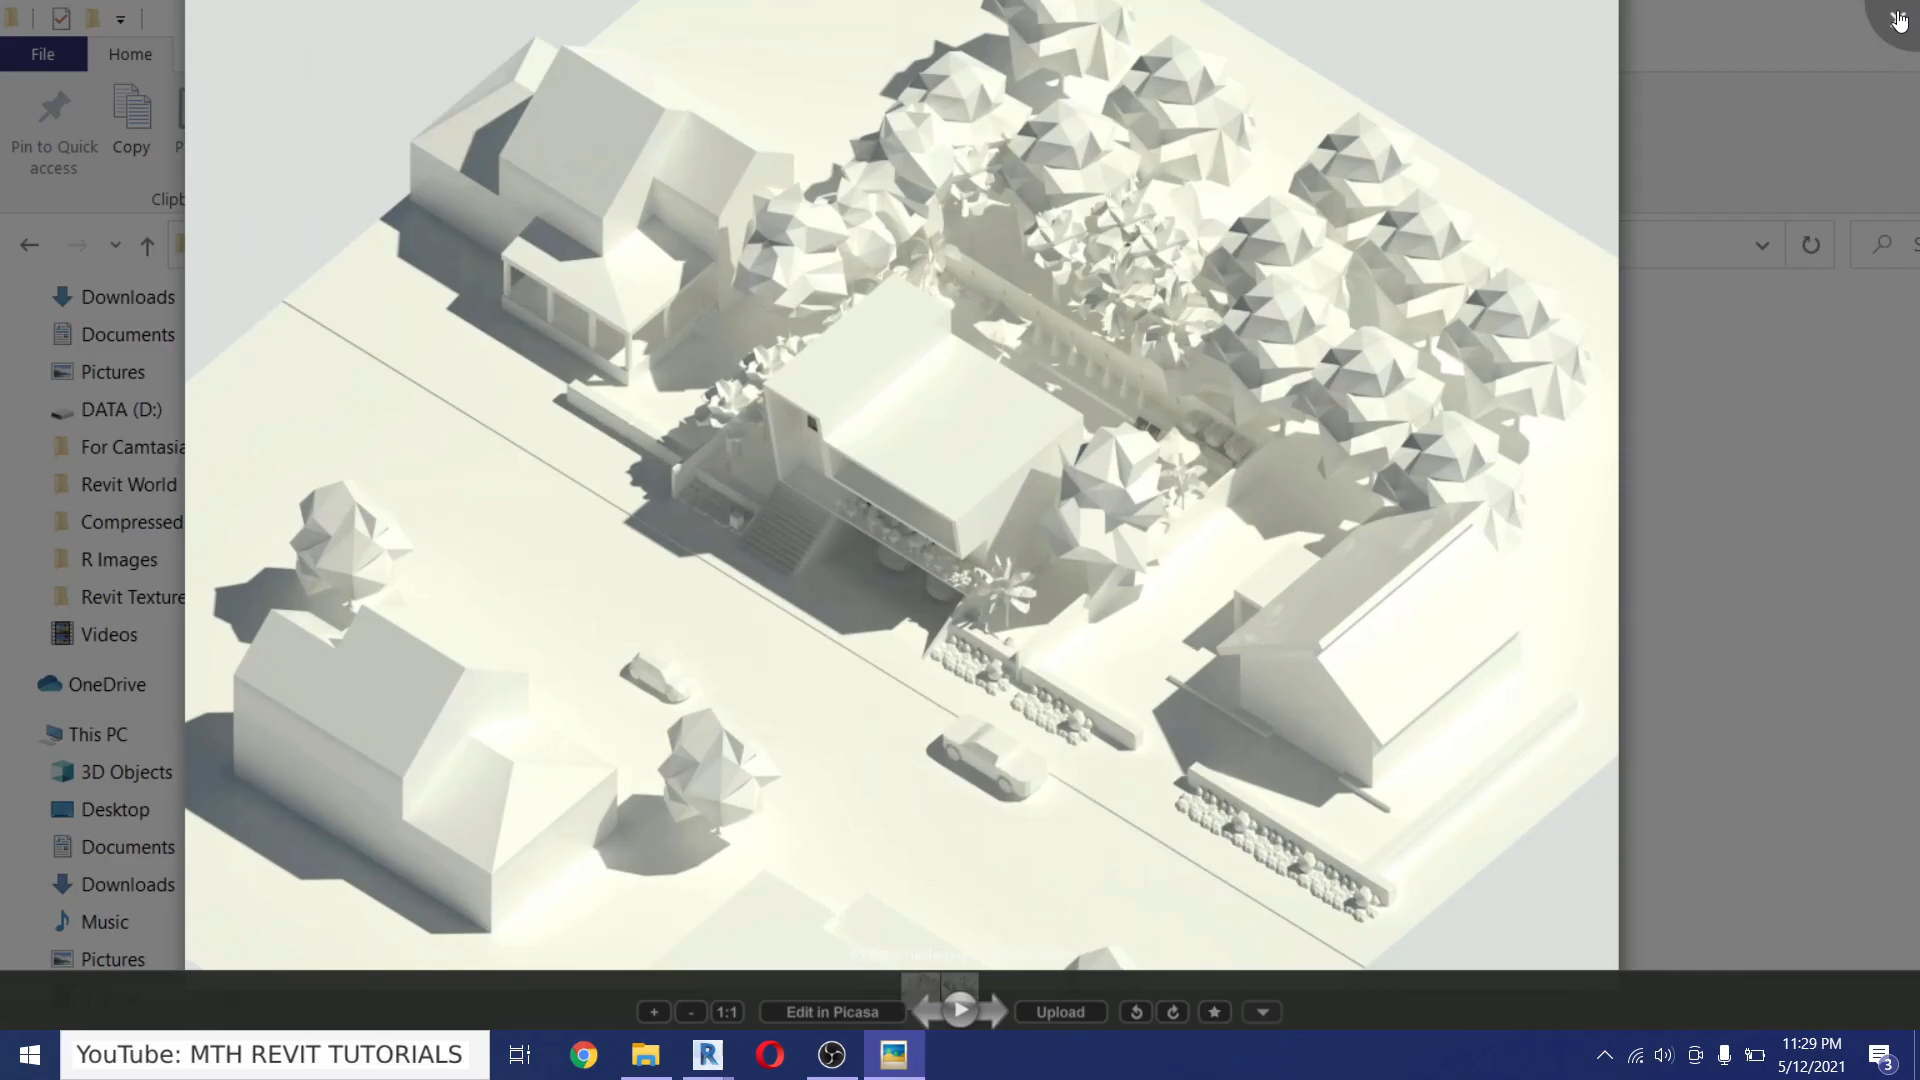 File
Home
Pin to Quick
access
Copy
P
Clipb
S
Downloads
Documents
Pictures
DATA (D:)
For Camtasia
Revit World
Compressed
R Images
Revit Texture
Videos
OneDrive
This PC
3D Objects
Desktop
Documents
Downloads
Music
Pictures
+
-
1:1
Edit in Picasa
Upload
YouTube: MTH REVIT TUTORIALS
R
11:29 PM
5/12/2021
3